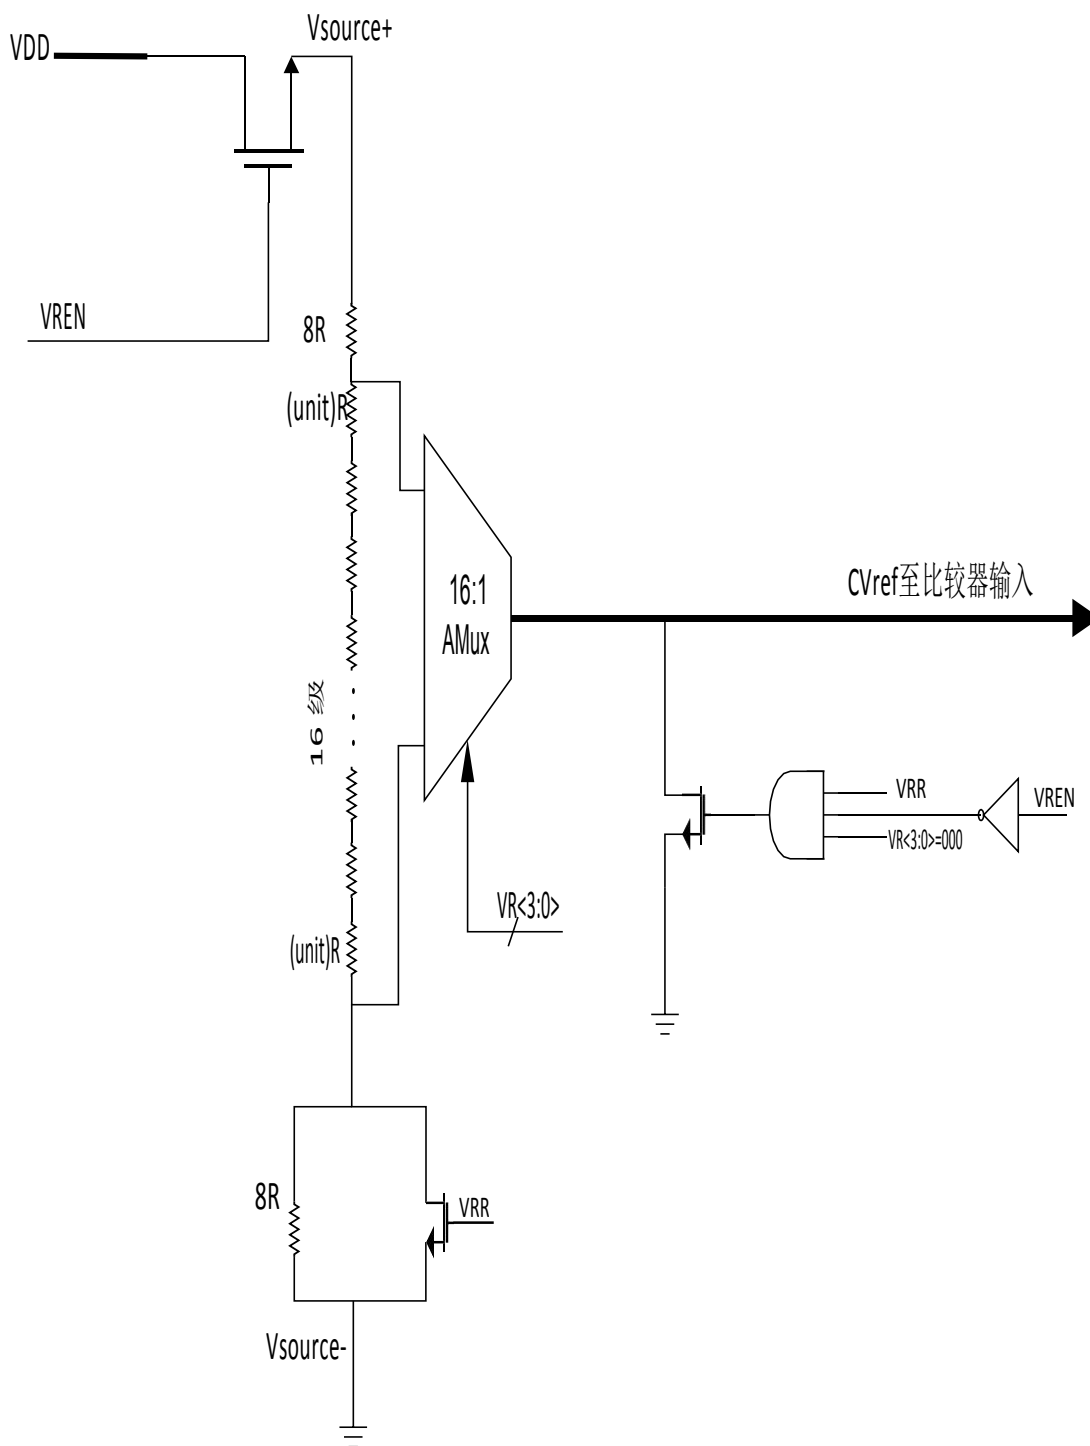 Vsource+
VDD
VREN
8R
(unit)R
CVref至比较器输入
16:1
AMux
16 级
VRR
VREN
VR<3:0>=000
VR<3:0>
(unit)R
8R
VRR
Vsource-